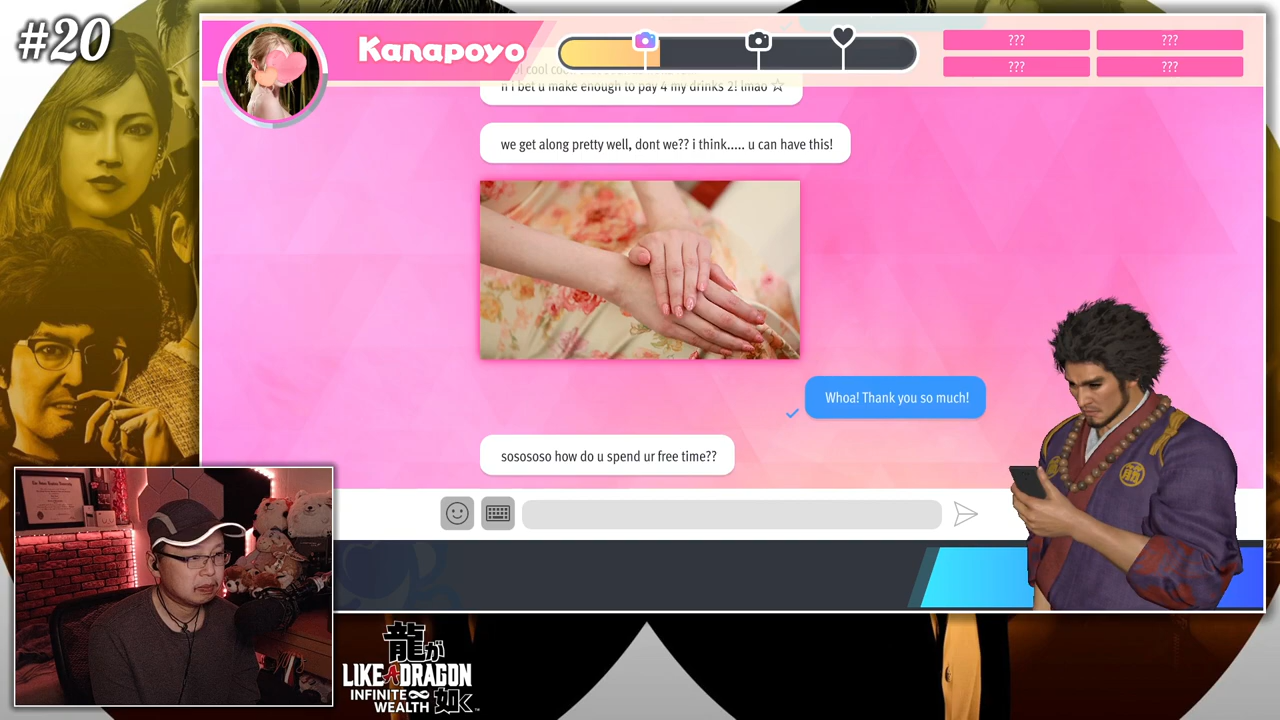 #20
Kanapoyo
???
???
???
???
n i bet u make enough to pay 4 my drinks 2! lmao ☆
we get along pretty well, dont we?? i think..... u can have this!
Whoa! Thank you so much!
sosososo how do u spend ur free time??
龍が
LIKE A DRAGON
INFINITE
WEALTH 如く